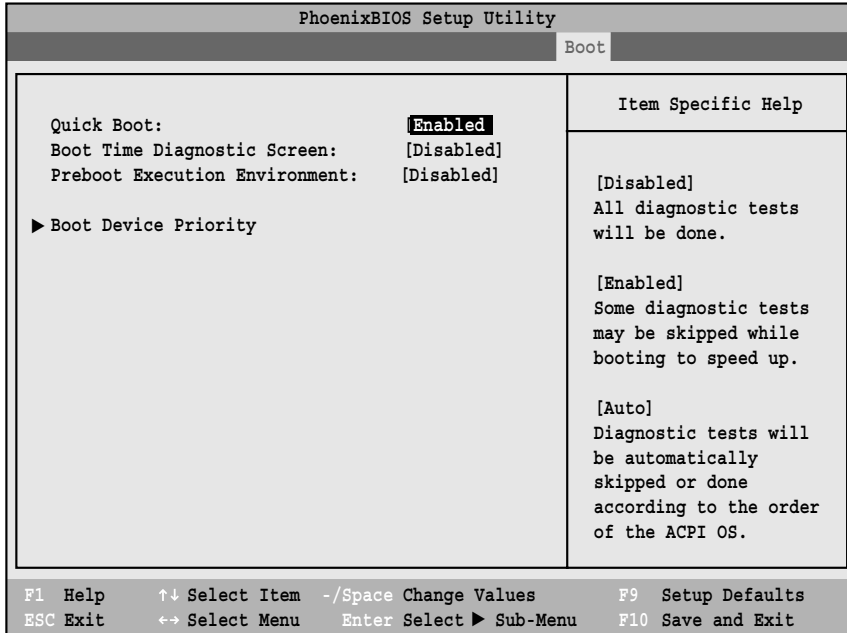 PhoenixBIOS Setup Utility
Boot
Quick Boot: [Enabled
Boot Time Diagnostic Screen: [Disabled]
Preboot Execution Environment: [Disabled]
▶ Boot Device Priority
Item Specific Help
[Disabled]
All diagnostic tests
will be done.
[Enabled]
Some diagnostic tests
may be skipped while
booting to speed up.
[Auto]
Diagnostic tests will
be automatically
skipped or done
according to the order
of the ACPI OS.
F1 Help ↑↓ Select Item -/Space Change Values F9 Setup Defaults
ESC Exit ←→ Select Menu Enter Select ▶ Sub-Menu F10 Save and Exit